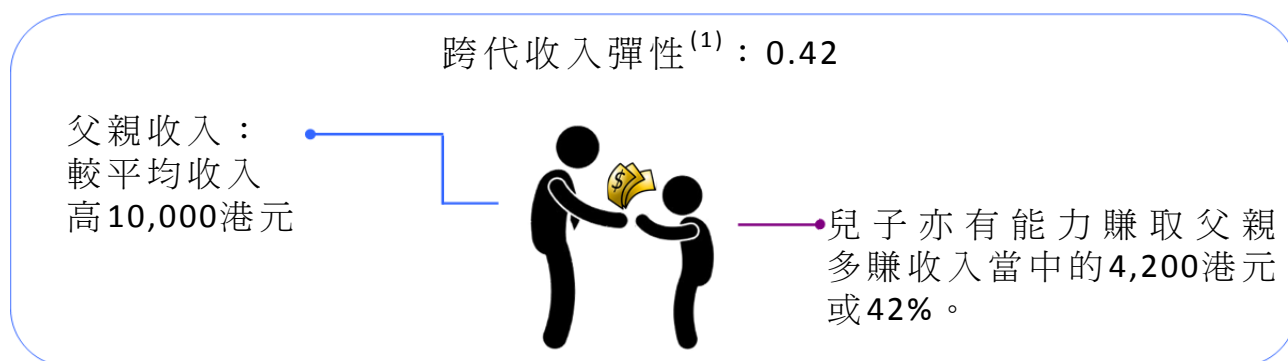 跨代收入彈性(1)：0.42
父親收入：
較平均收入
高10,000港元
$
兒子亦有能力賺取父親
多賺收入當中的4,200港元
或42%。